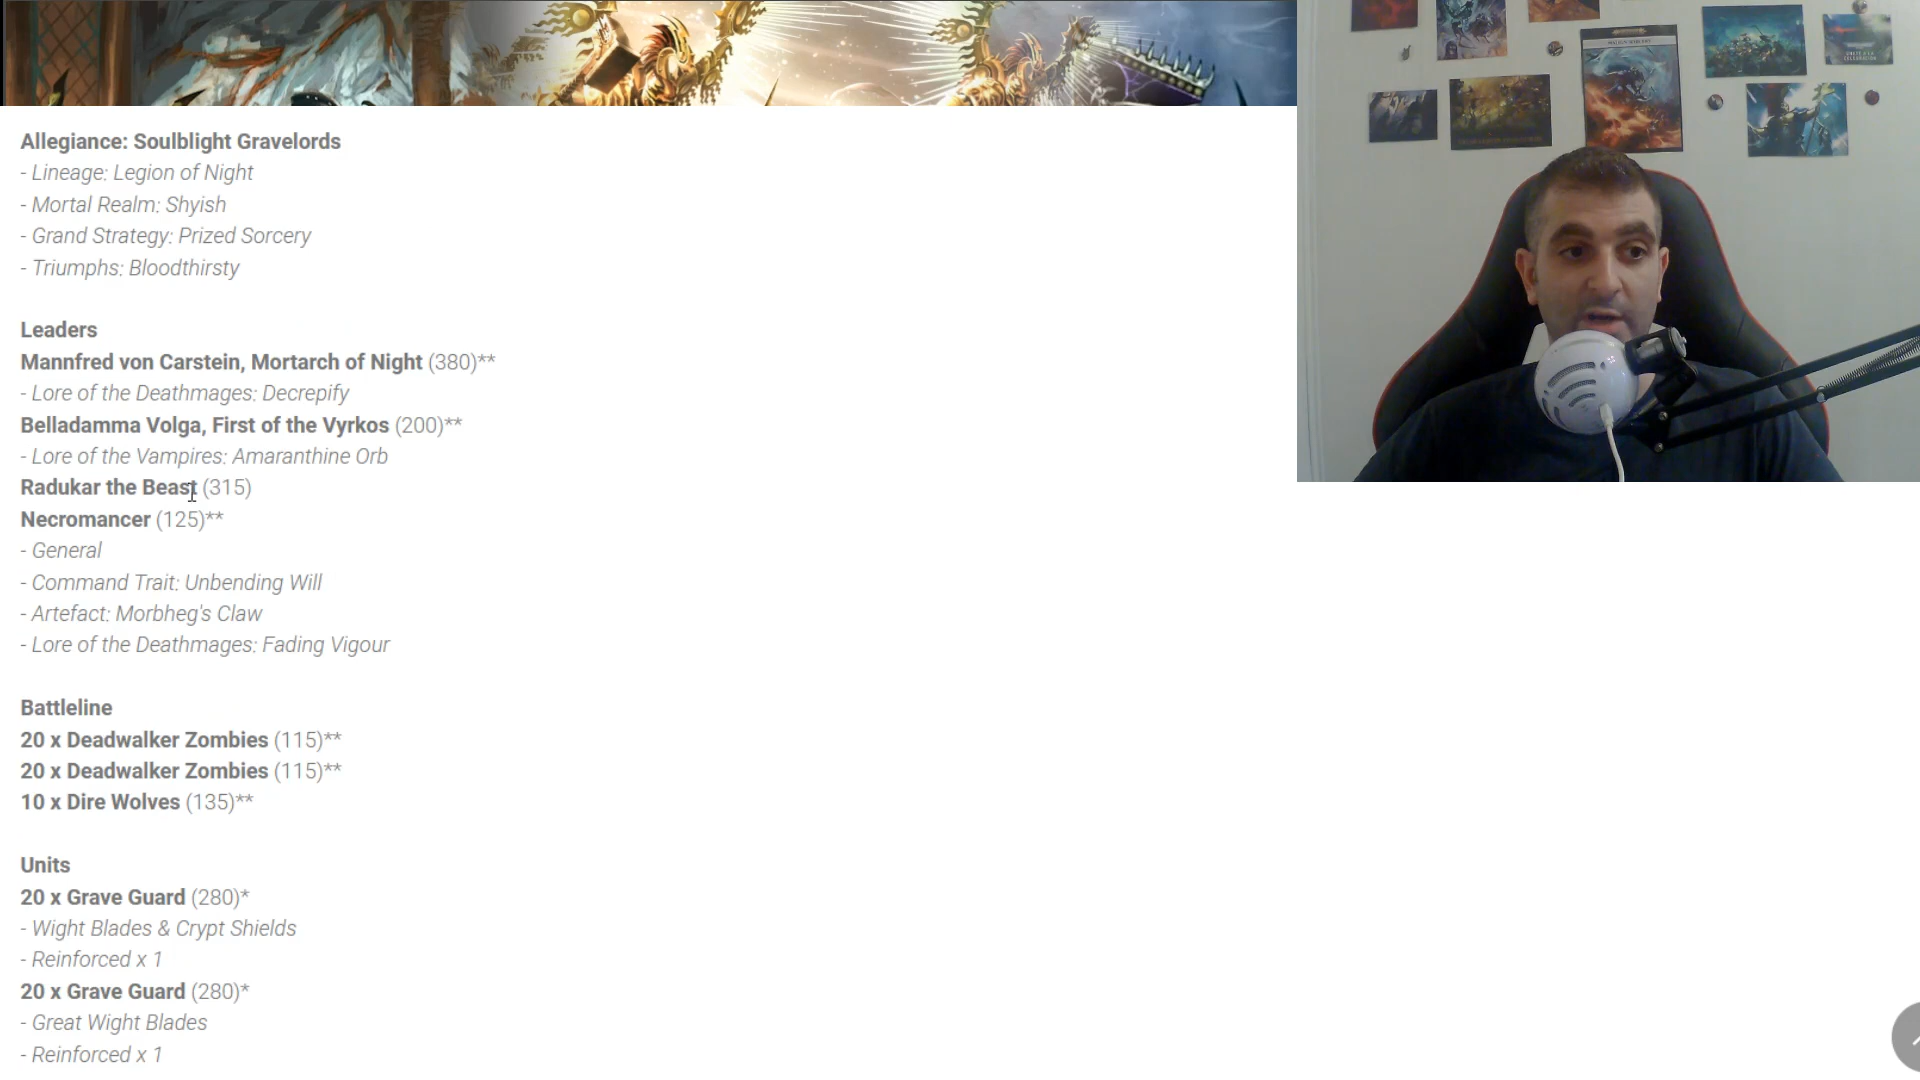 Allegiance: Soulblight Gravelords
- Lineage: Legion of Night
- Mortal Realm: Shyish
- Grand Strategy: Prized Sorcery
- Triumphs: Bloodthirsty
Leaders
Mannfred von Carstein, Mortarch of Night (380)**
- Lore of the Deathmages: Decrepify
Belladamma Volga, First of the Vyrkos (200)**
- Lore of the Vampires: Amaranthine Orb
Radukar the Beast (315)
Necromancer (125)**
- General
- Command Trait: Unbending Will
- Artefact: Morbheg's Claw
- Lore of the Deathmages: Fading Vigour
Battleline
20 x Deadwalker Zombies (115)**
20 x Deadwalker Zombies (115)**
10 x Dire Wolves (135)**
Units
20 x Grave Guard (280)*
- Wight Blades & Crypt Shields
- Reinforced x 1
20 x Grave Guard (280)*
- Great Wight Blades
- Reinforced x 1